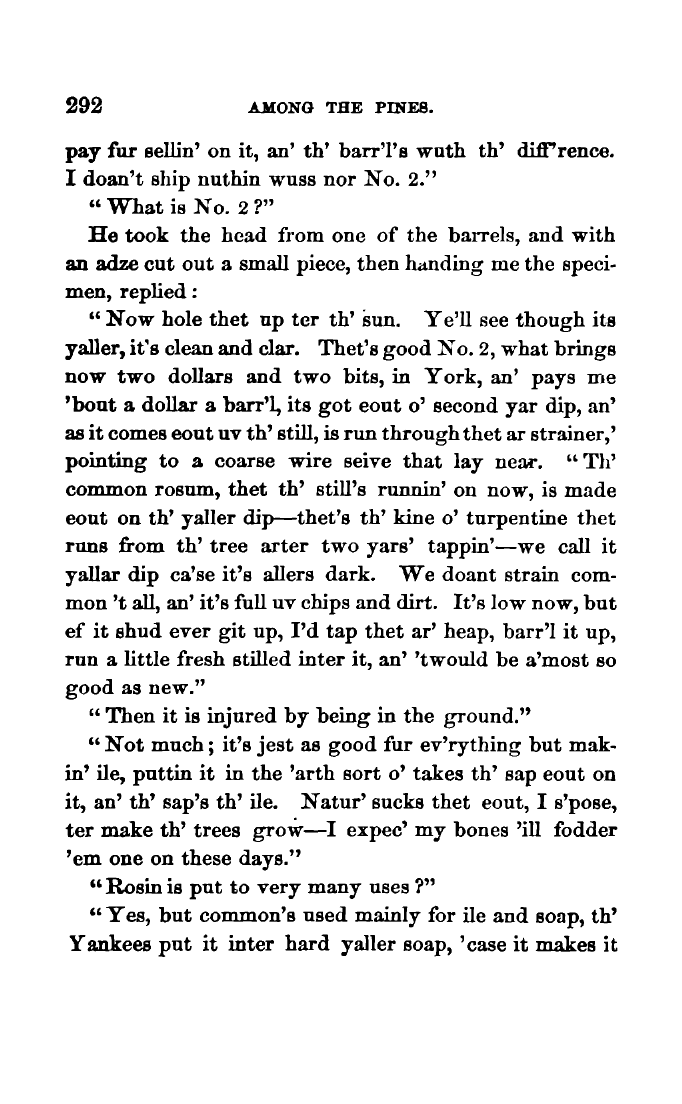 292 AMONG THE PINES.
pay fur sellin' on it, an' th' barr'l's wuth th' diff'rence.
I doan't ship nuthin wuss nor No. 2."
"What is No. 2?"
He took the head from one of the barrels, and with
an adze cut out a small piece, then handing me the speci-
men, replied:
"Now hole thet up ter th' sun. Ye'll see though its
yaller, it's clean and clar. Thet's good No. 2, what brings
now two dollars and two bits, in York, an' pays me
'bout a dollar a barr'l, its got eout o' second yar dip, an'
as it comes eout uv th' still, is run through thet ar strainer,'
pointing to a coarse wire seive that lay near. "Th'
common rosum, thet th' still's runnin' on now, is made
eout on th' yaller dip—thet's th' kine o' turpentine thet
runs from th' tree arter two yars' tappin'—we call it
yallar dip ca'se it's allers dark. We doant strain com-
mon 't all, an' it's full uv chips and dirt. It's low now, but
ef it shud ever git up, I'd tap thet ar' heap, barr'l it up,
run a little fresh stilled inter it, an' 'twould be a'most so
good as new."
"Then it is injured by being in the ground."
"Not much; it's jest as good fur ev'rything but mak-
in' ile, puttin it in the 'arth sort o' takes th' sap eout on
it, an' th' sap's th' ile. Natur' sucks thet eout, I s'pose,
ter make th' trees grow—I expec' my bones 'ill fodder
'em one on these days."
"Rosin is put to very many uses?"
"Yes, but common's used mainly for ile and soap, th'
Yankees put it inter hard yaller soap, 'case it makes it